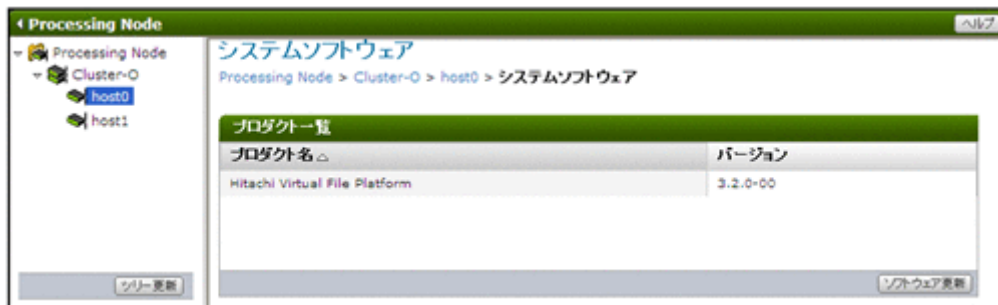 Processing Node
ヘルプ
Processing Node
Cluster-O
host0
host1
ツリー更新
システムソフトウェア
Processing Node > Cluster-O > host0 > システムソフトウェア
プロダクト一覧
プロダクト名△ バージョン
Hitachi Virtual File Platform 3.2.0-00
ソフトウェア更新